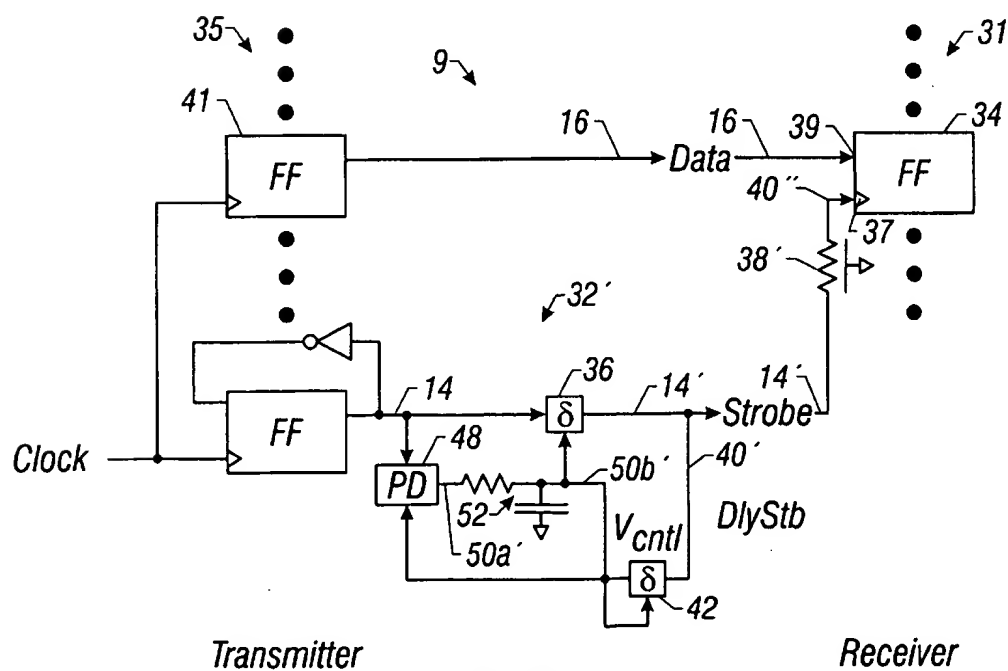 35
31
9
41
16
16
39
34
FF
Data
FF
40″
37
38′
32′
36
14
14′
14′
δ
Strobe
FF
48
Clock
50b′
40′
PD
52
DlyStb
Vcntl
50a′
δ
42
Transmitter
Receiver